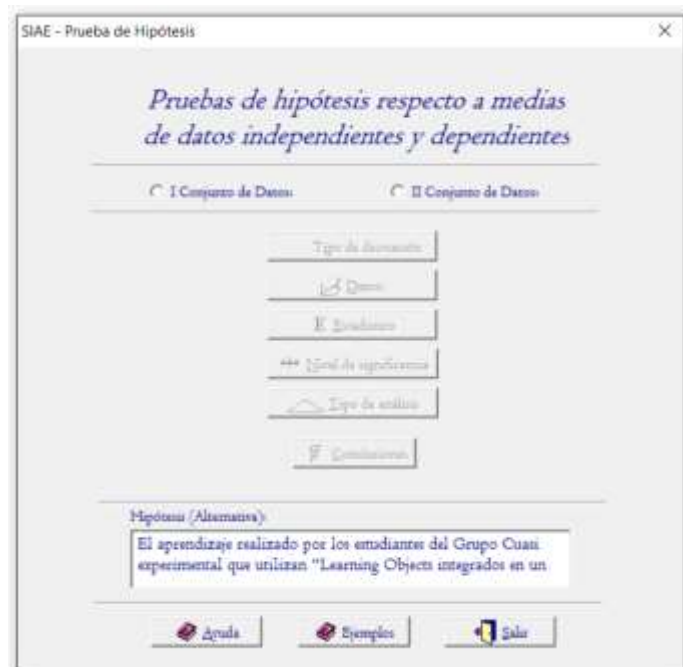 SIAE - Prueba de Hipótesis
Pruebas de hipótesis respecto a medias
de datos independientes y dependientes
I Conjunto de Datos:
II Conjunto de Datos:
Tipo de
Datos
Nivel de significancia
Tipo de análisis
Conclusiones
Hipótesis (Alternativa):
El aprendizaje realizado por los estudiantes del Grupo Cuasi
experimental que utilizan "Learning Objects integrados en un
Ayuda
Ejemplos
Salir